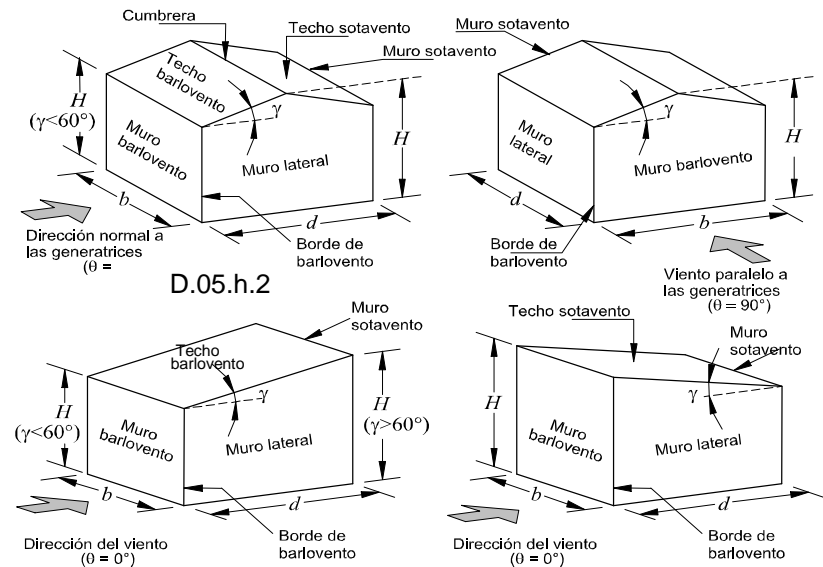 Cumbrera
Techo sotavento
Muro sotavento
Techo
barlovento
H
(γ<60°)
γ
H
Muro
barlovento
Muro lateral
b
d
Dirección normal a
las generatrices
(θ =
Borde de
barlovento
Muro sotavento
γ
H
Muro
lateral
Muro barlovento
d
b
Borde de
barlovento
Viento paralelo a
las generatrices
(θ = 90°)
D.05.h.2
Muro
sotavento
Techo
barlovento
γ
H
(γ<60°)
H
(γ>60°)
Muro
barlovento
Muro lateral
b
d
Dirección del viento
(θ = 0°)
Borde de
barlovento
Techo sotavento
Muro
sotavento
H
γ
Muro
barlovento
Muro lateral
b
d
Dirección del viento
(θ = 0°)
Borde de
barlovento